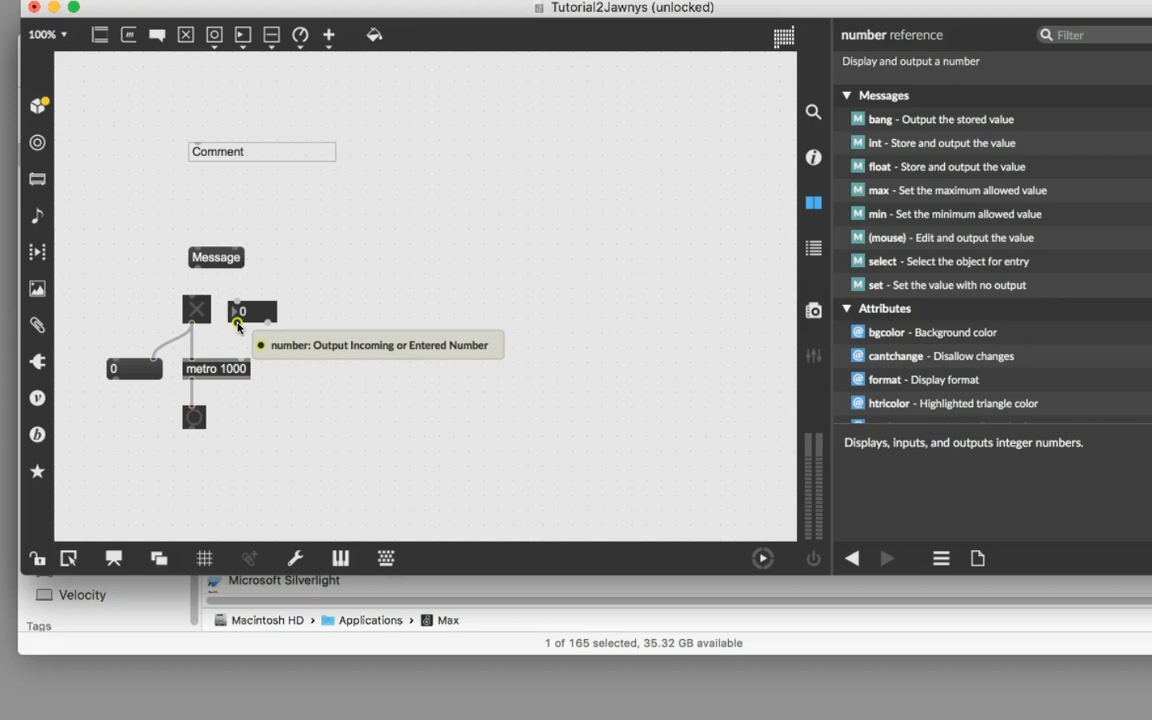 Tutorial2Jawnys (unlocked)
100%
number reference
Filter
Display and output a number
Messages
M bang - Output the stored value
M int - Store and output the value
M float - Store and output the value
M max - Set the maximum allowed value
M min - Set the minimum allowed value
M (mouse) - Edit and output the value
M select - Select the object for entry
M set - Set the value with no output
Attributes
@ bgcolor - Background color
@ cantchange - Disallow changes
@ format - Display format
@ htricolor - Highlighted triangle color
Displays, inputs, and outputs integer numbers.
Comment
Message
0
number: Output Incoming or Entered Number
0
metro 1000
Microsoft Silverlight
Velocity
Tags
Macintosh HD › Applications › Max
1 of 165 selected, 35.32 GB available